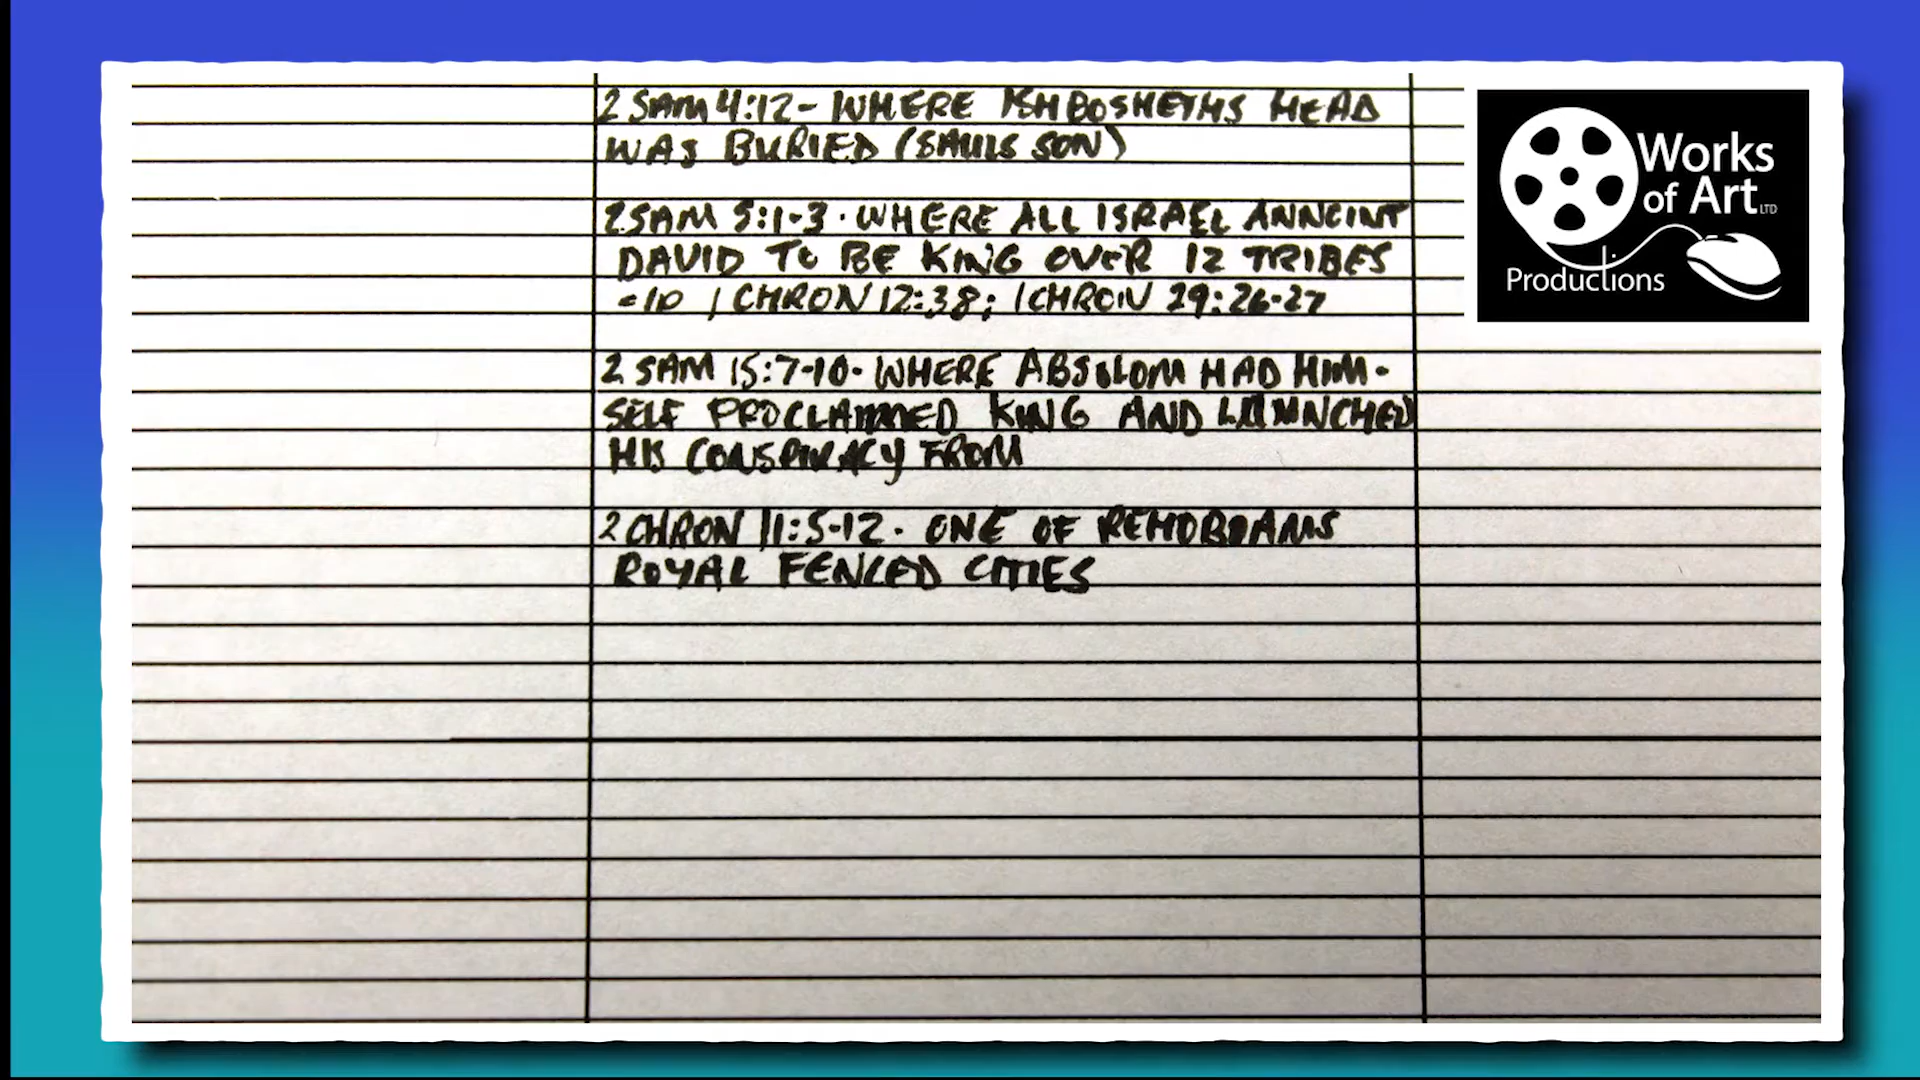 2 SAM 4:12- WHERE ISHBOSHETHS HEAD
WAS BURIED (SAULS SON)
2 SAM 5:1-3 · WHERE ALL ISRAEL ANNOINT
DAVID TO BE KING OVER 12 TRIBES
1 CHRON 12:38; 1 CHRON 29:26-27
2 SAM 15:7-10 · WHERE ABSOLOM HAD HIM-
SELF PROCLAIMED KING AND LAUNCHED
HIS CONSPIRACY FROM
2 CHRON 11:5-12 · ONE OF REHOBOAMS
ROYAL FENCED CITIES
Works
of Art LTD
Productions